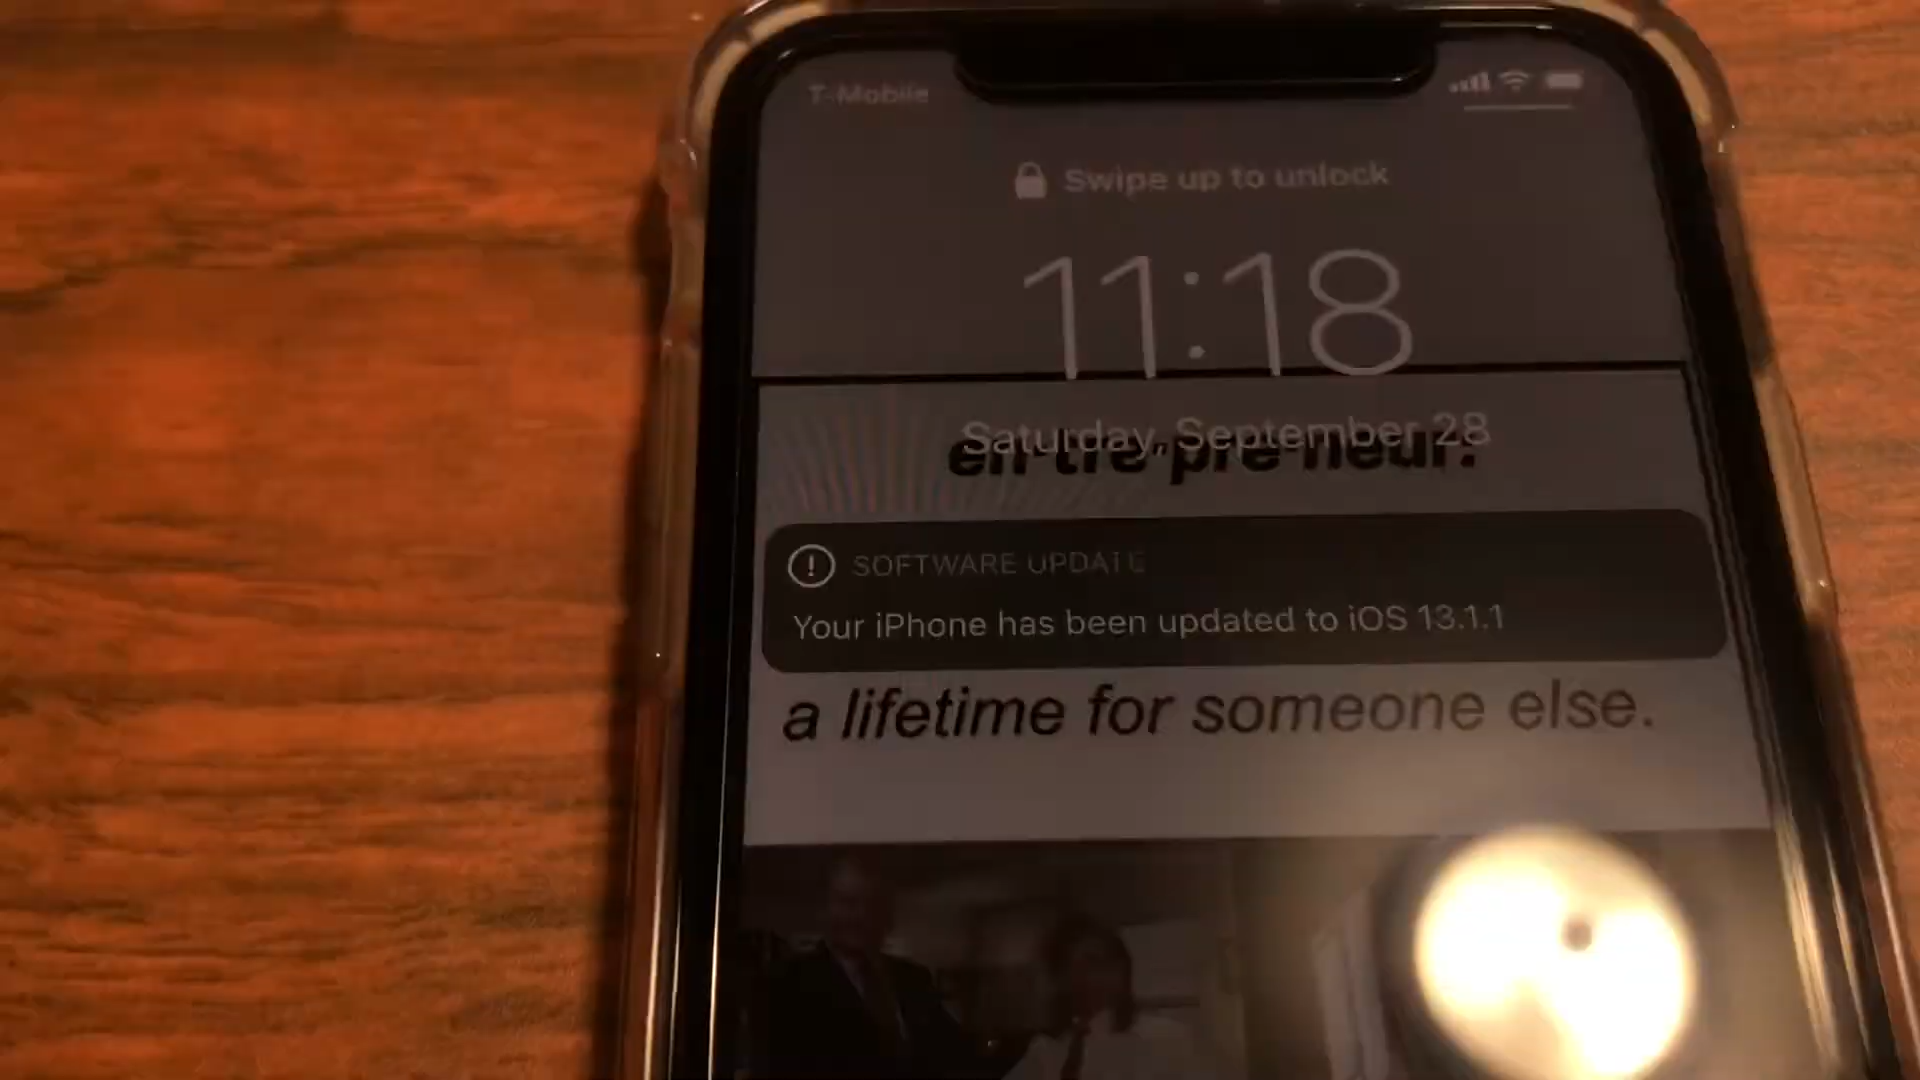 T-Mobile
Swipe up to unlock
11:18
Saturday, September 28
en·tre·pre·neur:
SOFTWARE UPDATE
Your iPhone has been updated to iOS 13.1.1
a lifetime for someone else.